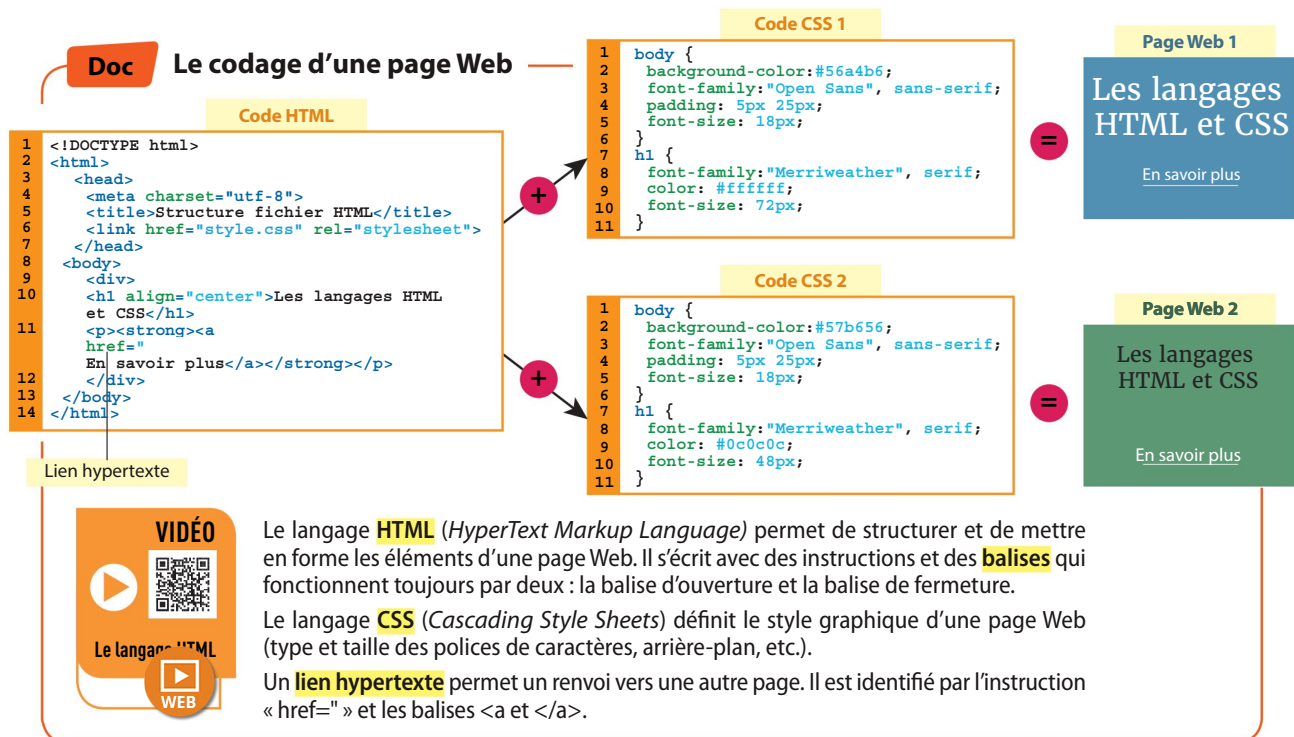 Doc Le codage d'une page Web
Code HTML
1 <!DOCTYPE html>
2 <html>
3 <head>
4 <meta charset="utf-8">
5 <title>Structure fichier HTML</title>
6 <link href="style.css" rel="stylesheet">
7 </head>
8 <body>
9 <div>
10 <h1 align="center">Les langages HTML
et CSS</h1>
11 <p><strong><a
href="
En savoir plus</a></strong></p>
12 </div>
13 </body>
14 </html>
Lien hypertexte
+
+
Code CSS 1
1 body {
2 background-color:#56a4b6;
3 font-family:"Open Sans", sans-serif;
4 padding: 5px 25px;
5 font-size: 18px;
6 }
7 h1 {
8 font-family:"Merriweather", serif;
9 color: #ffffff;
10 font-size: 72px;
11 }
=
Page Web 1
Les langages
HTML et CSS
En savoir plus
Code CSS 2
1 body {
2 background-color:#57b656;
3 font-family:"Open Sans", sans-serif;
4 padding: 5px 25px;
5 font-size: 18px;
6 }
7 h1 {
8 font-family:"Merriweather", serif;
9 color: #0c0c0c;
10 font-size: 48px;
11 }
=
Page Web 2
Les langages
HTML et CSS
En savoir plus
VIDÉO
Le langage HTML
WEB
Le langage HTML (HyperText Markup Language) permet de structurer et de mettre
en forme les éléments d'une page Web. Il s'écrit avec des instructions et des balises qui
fonctionnent toujours par deux : la balise d'ouverture et la balise de fermeture.
Le langage CSS (Cascading Style Sheets) définit le style graphique d'une page Web
(type et taille des polices de caractères, arrière-plan, etc.).
Un lien hypertexte permet un renvoi vers une autre page. Il est identifié par l'instruction
« href=" » et les balises <a et </a>.